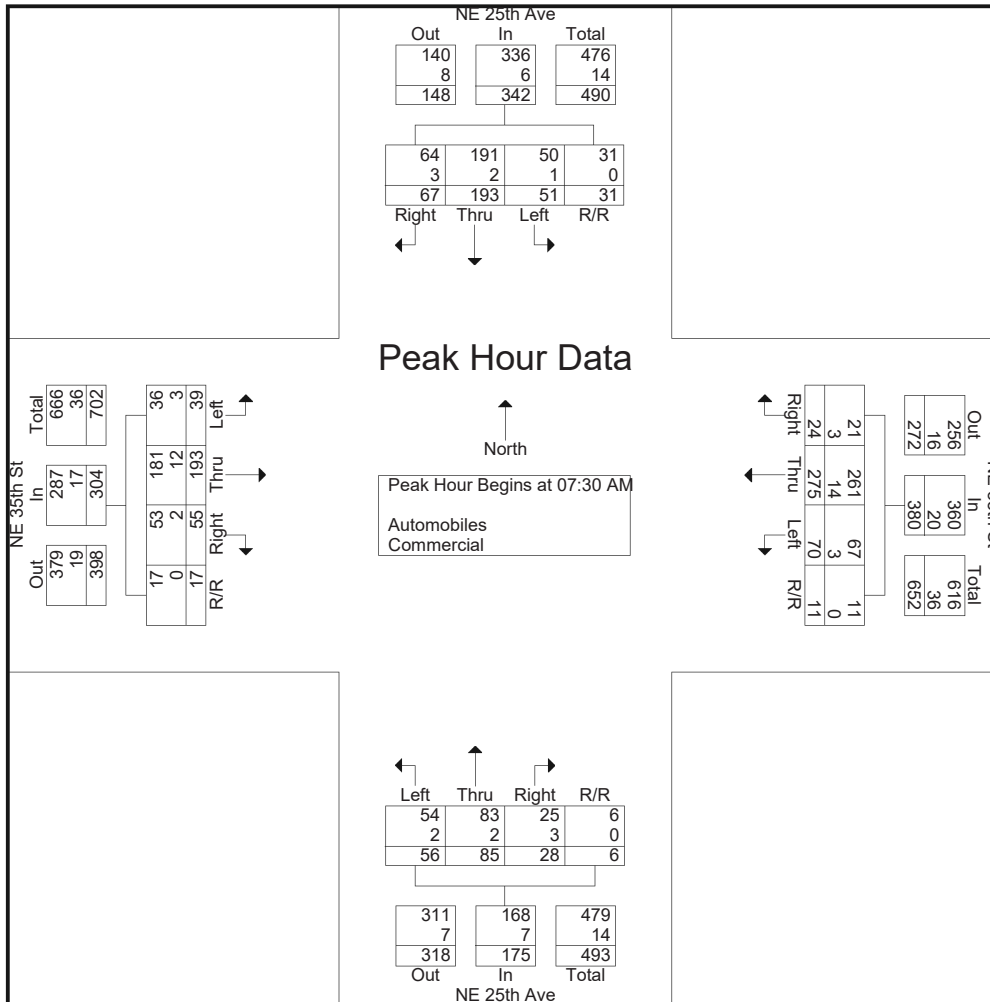 NE 25th Ave
Out In Total
140 336 476
8 6 14
148 342 490
64 191 50 31
3 2 1 0
67 193 51 31
Right Thru Left R/R
Peak Hour Data
North
Peak Hour Begins at 07:30 AM
Automobiles
Commercial
NE 35th St
Total In Out
666 287 379
36 17 19
702 304 398
36 181 53 17
3 12 2 0
39 193 55 17
Left Thru Right R/R
Out In Total
256 360 616
16 20 36
272 380 652
21 261 67 11
3 14 3 0
24 275 70 11
Right Thru Left R/R
Left Thru Right R/R
54 83 25 6
2 2 3 0
56 85 28 6
311 168 479
7 7 14
318 175 493
Out In Total
NE 25th Ave